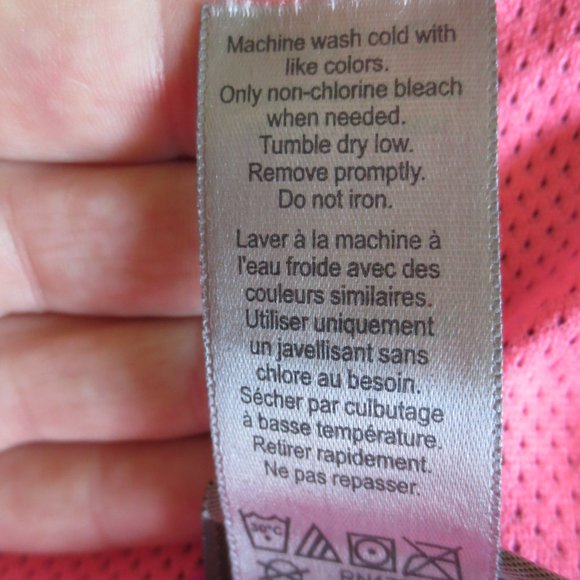 Machine wash cold with
like colors.
Only non-chlorine bleach
when needed.
Tumble dry low.
Remove promptly.
Do not iron.
Laver à la machine à
l'eau froide avec des
couleurs similaires.
Utiliser uniquement
un javellisant sans
chlore au besoin.
Sécher par culbutage
à basse température.
Retirer rapidement.
Ne pas repasser.
30°C